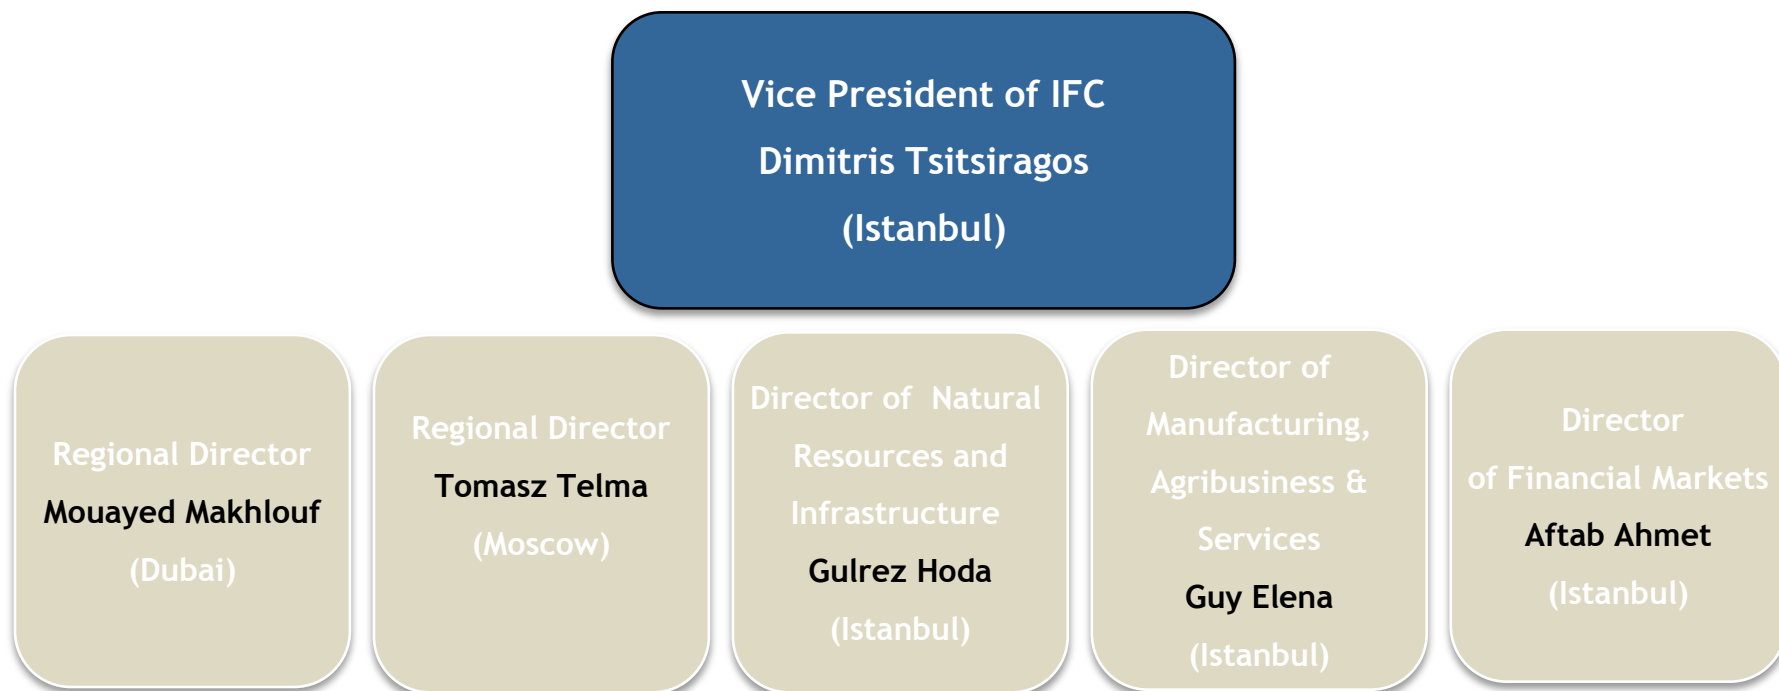 Vice President of IFC
Dimitris Tsitsiragos
(Istanbul)
Regional Director
Mouayed Makhlouf
(Dubai)
Regional Director
Tomasz Telma
(Moscow)
Director of Natural
Resources and
Infrastructure
Gulrez Hoda
(Istanbul)
Director of
Manufacturing,
Agribusiness &
Services
Guy Elena
(Istanbul)
Director
of Financial Markets
Aftab Ahmet
(Istanbul)